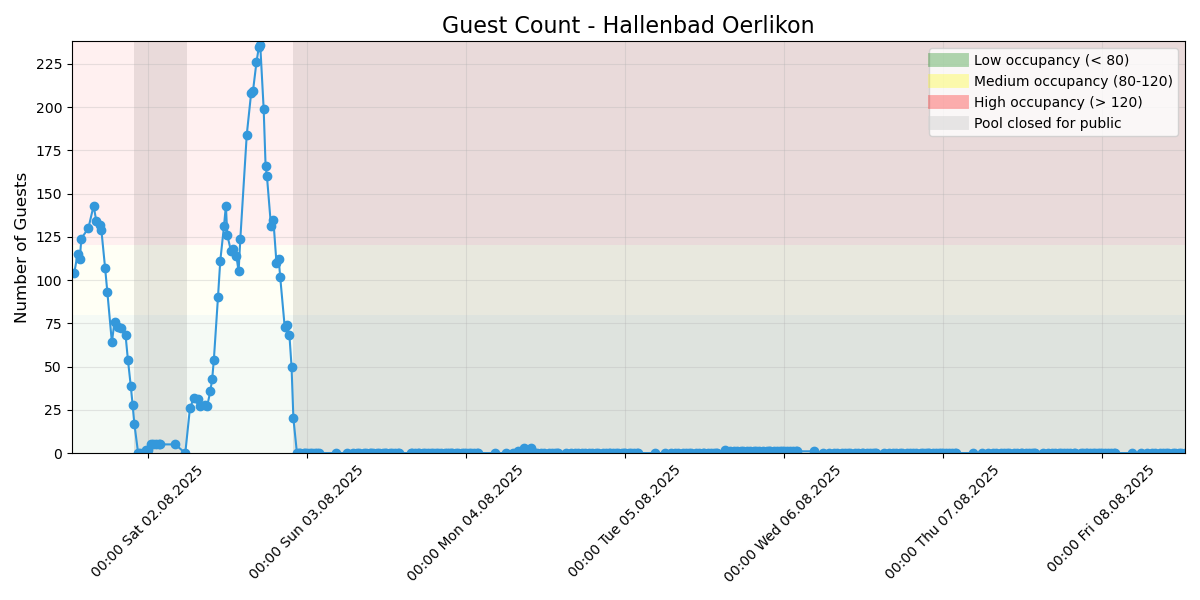 Guest Count - Hallenbad Oerlikon
Number of Guests
225
200
175
150
125
100
75
50
25
0
Low occupancy (< 80)
Medium occupancy (80-120)
High occupancy (> 120)
Pool closed for public
00:00 Sat 02.08.2025
00:00 Sun 03.08.2025
00:00 Mon 04.08.2025
00:00 Tue 05.08.2025
00:00 Wed 06.08.2025
00:00 Thu 07.08.2025
00:00 Fri 08.08.2025